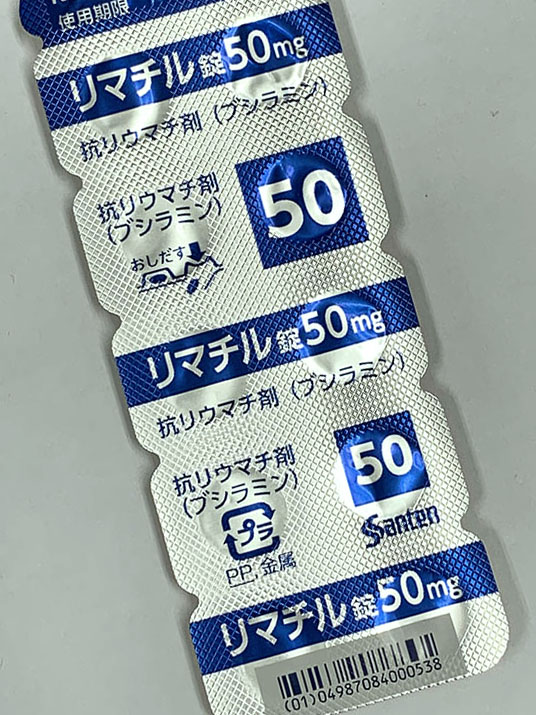 使用期限
リマチル錠50mg
抗リウマチ剤(ブシラミン)
抗リウマチ剤
(ブシラミン)
50
おしだす
リマチル錠50mg
抗リウマチ剤(ブシラミン)
抗リウマチ剤
(ブシラミン)
50
プラ
Santen
PP, 金属
リマチル錠50mg
(01)04987084000538